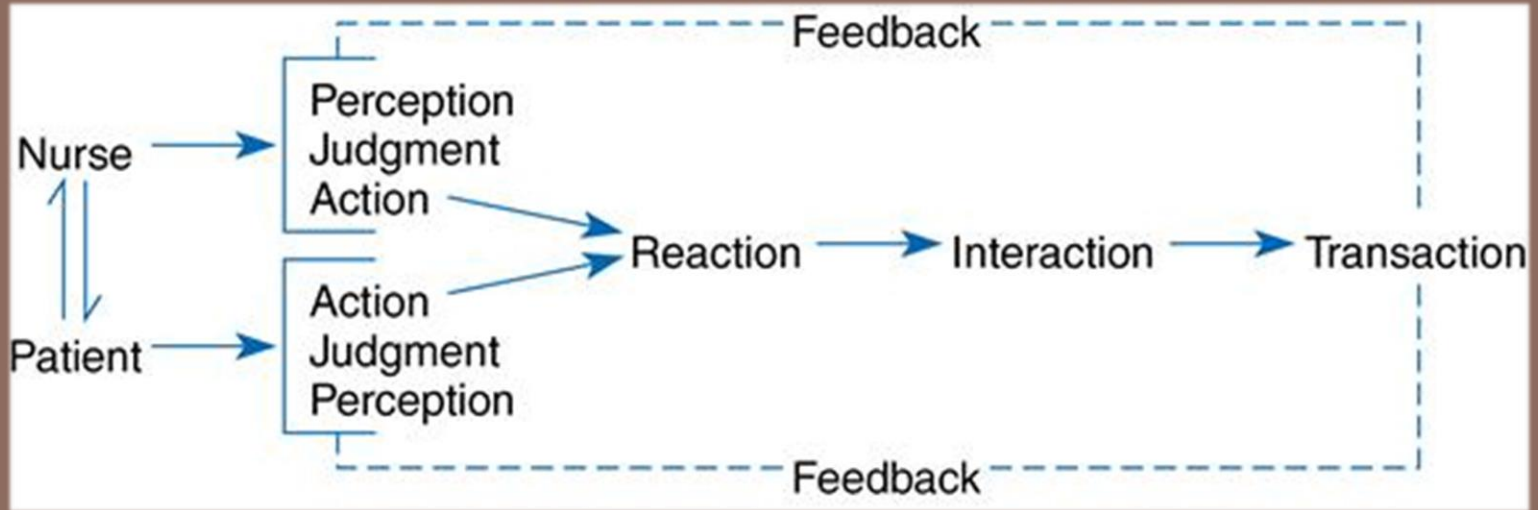 Feedback
Perception
Judgment
Nurse
Action
Reaction
Interaction
Transaction
Action
Judgment
Patient
Perception
Feedback